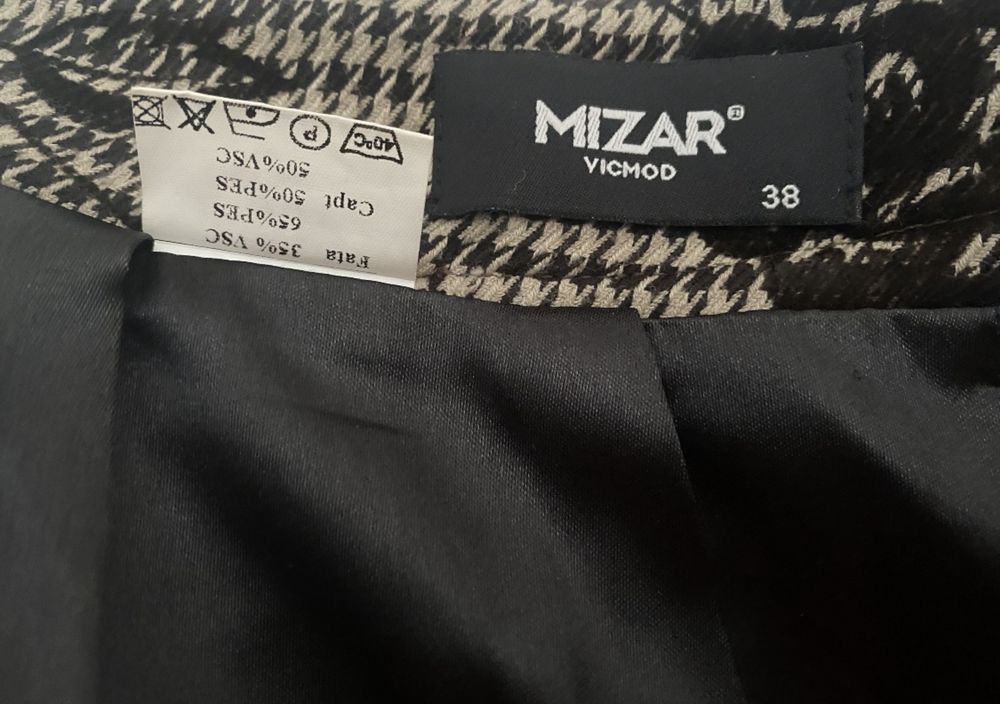 MIZAR®
VICMOD
38
40°C
P
Fata 35% VSC
65%PES
Capt 50%PES
50%VSC